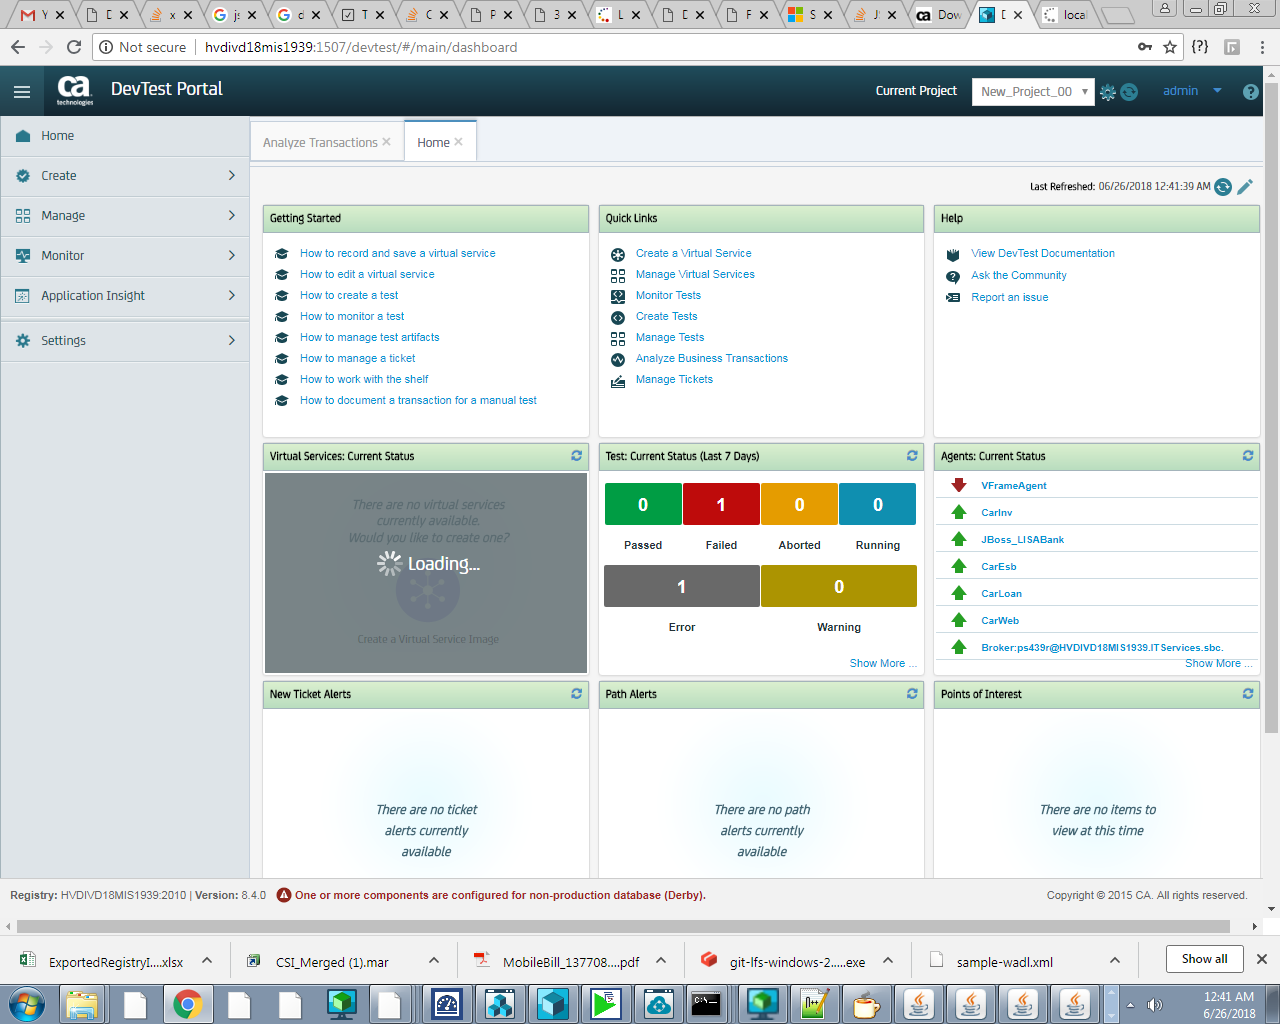 Not secure
hvdivd18mis1939:1507/devtest/#/main/dashboard
{?}
ca
technologies
DevTest Portal
Current Project
New_Project_00
admin
Home
Create
Manage
Monitor
Application Insight
Settings
Analyze Transactions
Home
Last Refreshed: 06/26/2018 12:41:39 AM
Getting Started
How to record and save a virtual service
How to edit a virtual service
How to create a test
How to monitor a test
How to manage test artifacts
How to manage a ticket
How to work with the shelf
How to document a transaction for a manual test
Quick Links
Create a Virtual Service
Manage Virtual Services
Monitor Tests
Create Tests
Manage Tests
Analyze Business Transactions
Manage Tickets
Help
View DevTest Documentation
Ask the Community
Report an issue
Virtual Services: Current Status
There are no virtual services
currently available.
Would you like to create one?
Loading...
Create a Virtual Service Image
Test: Current Status (Last 7 Days)
0
1
0
0
Passed
Failed
Aborted
Running
1
0
Error
Warning
Show More ...
Agents: Current Status
VFrameAgent
CarInv
JBoss_LISABank
CarEsb
CarLoan
CarWeb
Broker:ps439r@HVDIVD18MIS1939.ITServices.sbc.
Show More ...
New Ticket Alerts
There are no ticket
alerts currently
available
Path Alerts
There are no path
alerts currently
available
Points of Interest
There are no items to
view at this time
Registry: HVDIVD18MIS1939:2010 | Version: 8.4.0
One or more components are configured for non-production database (Derby).
Copyright © 2015 CA. All rights reserved.
ExportedRegistryI....xlsx
CSI_Merged (1).mar
MobileBill_137708....pdf
git-lfs-windows-2.....exe
sample-wadl.xml
Show all
12:41 AM
6/26/2018